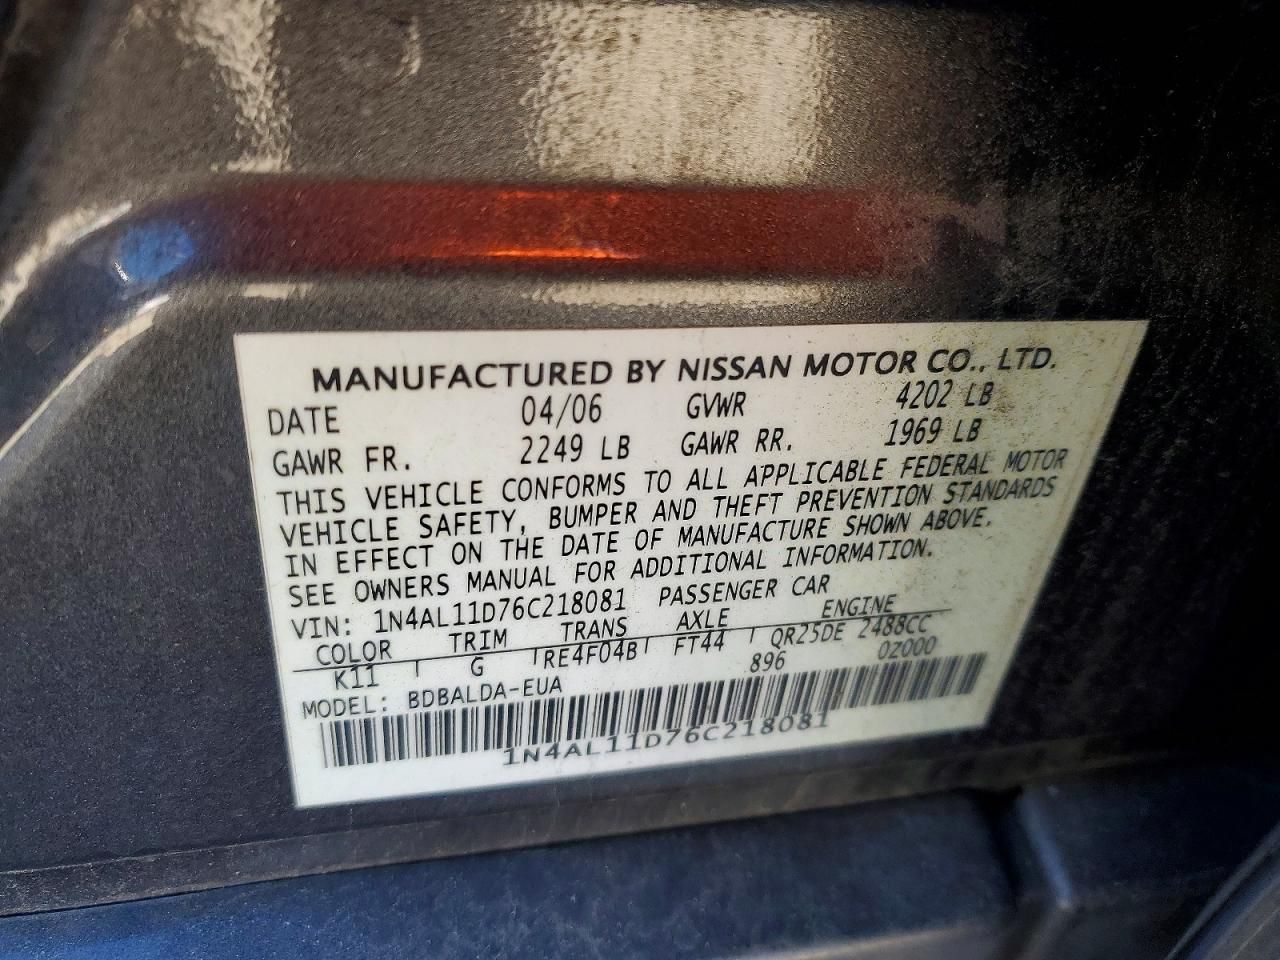 MANUFACTURED BY NISSAN MOTOR CO., LTD.
DATE 04/06 GVWR 4202 LB
GAWR FR. 2249 LB GAWR RR. 1969 LB
THIS VEHICLE CONFORMS TO ALL APPLICABLE FEDERAL MOTOR
VEHICLE SAFETY, BUMPER AND THEFT PREVENTION STANDARDS
IN EFFECT ON THE DATE OF MANUFACTURE SHOWN ABOVE.
SEE OWNERS MANUAL FOR ADDITIONAL INFORMATION.
VIN: 1N4AL11D76C218081 PASSENGER CAR
COLOR TRIM TRANS AXLE ENGINE
K11 G RE4F04B FT44 QR25DE 2488CC
MODEL: BDBALDA-EUA 896 0Z000
1N4AL11D76C218081